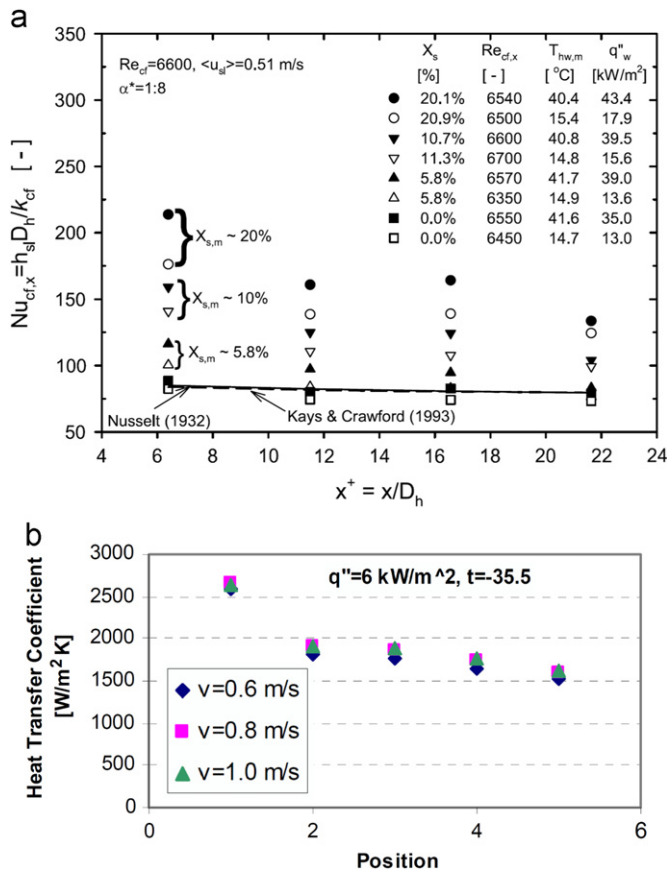 a
Re_cf=6600, <u_sl>=0.51 m/s
α*=1:8
X_s Re_cf,x T_hw,m q"_w
[%] [ - ] [ °C] [kW/m²]
20.1% 6540 40.4 43.4
20.9% 6500 15.4 17.9
10.7% 6600 40.8 39.5
11.3% 6700 14.8 15.6
5.8% 6570 41.7 39.0
5.8% 6350 14.9 13.6
0.0% 6550 41.6 35.0
0.0% 6450 14.7 13.0
Nu_cf,x=h_sl D_h/k_cf [ - ]
350
300
250
200
150
100
50
X_s,m ~ 20%
X_s,m ~ 10%
X_s,m ~ 5.8%
Nusselt (1932)
Kays & Crawford (1993)
4 6 8 10 12 14 16 18 20 22 24
x⁺ = x/D_h
b
q"=6 kW/m^2, t=-35.5
Heat Transfer Coefficient
[W/m² K]
3000
2500
2000
1500
1000
500
0
v=0.6 m/s
v=0.8 m/s
v=1.0 m/s
0 2 4 6
Position